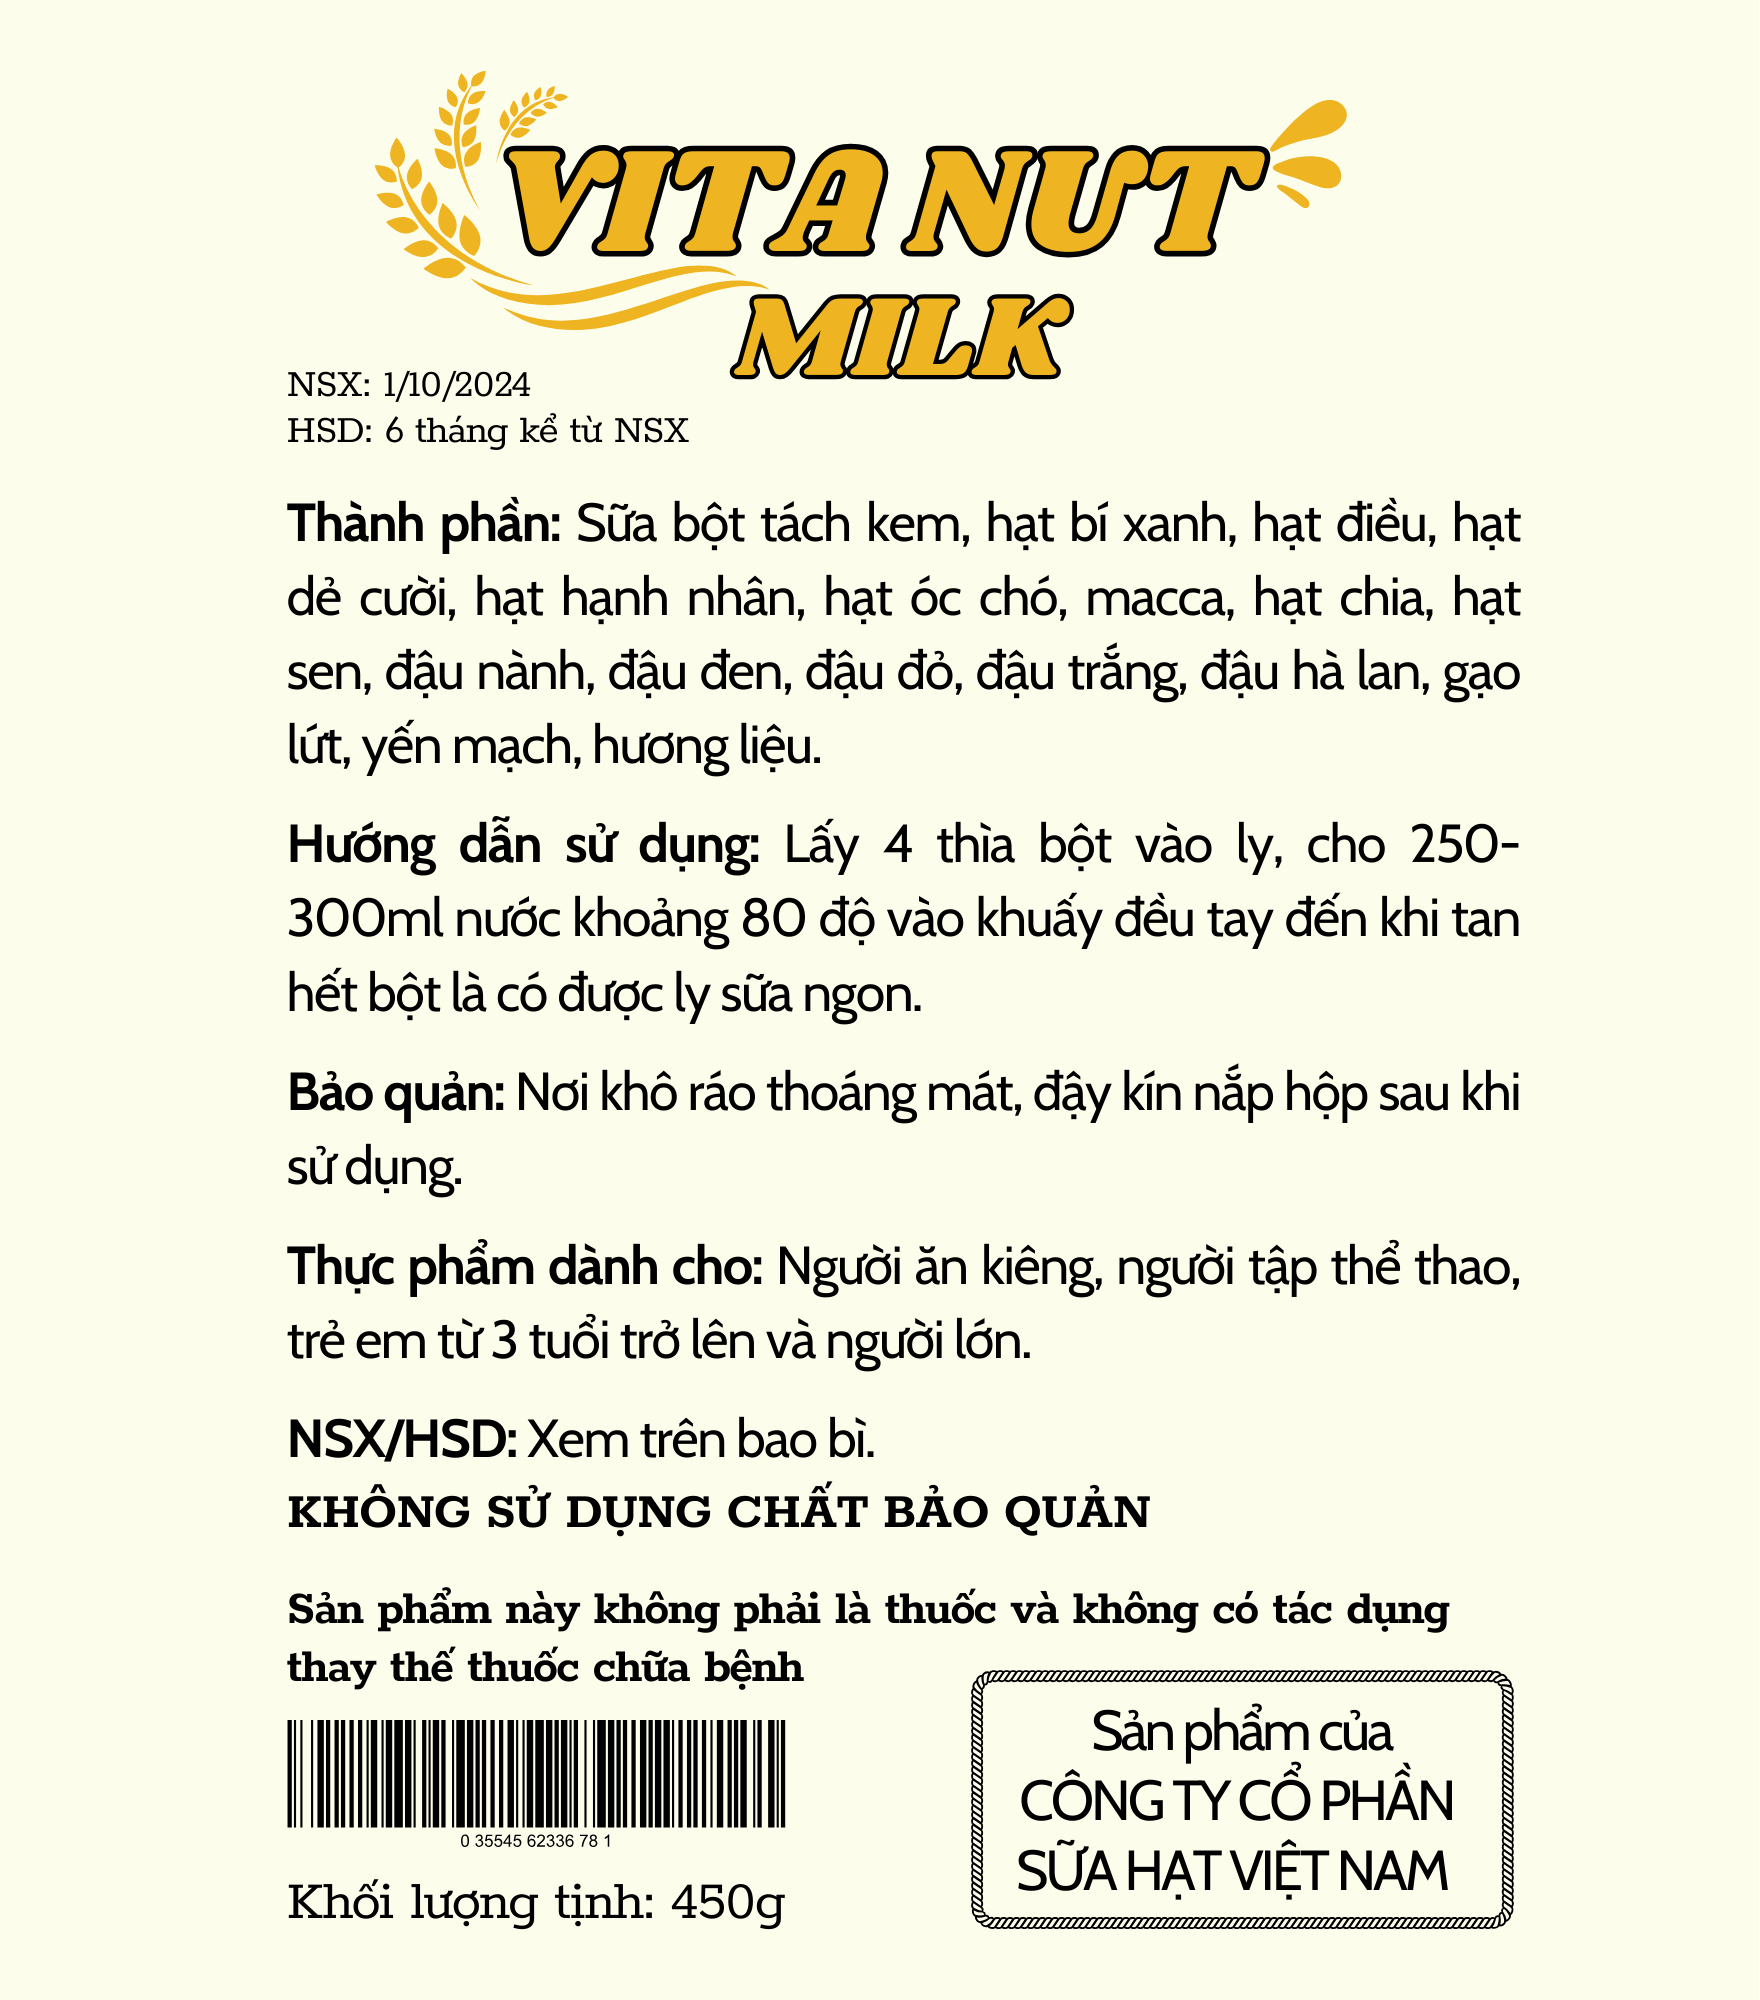 VITA NUT
MILK
NSX: 1/10/2024
HSD: 6 tháng kể từ NSX
Thành phần: Sữa bột tách kem, hạt bí xanh, hạt điều, hạt
dẻ cười, hạt hạnh nhân, hạt óc chó, macca, hạt chia, hạt
sen, đậu nành, đậu đen, đậu đỏ, đậu trắng, đậu hà lan, gạo
lứt, yến mạch, hương liệu.
Hướng dẫn sử dụng: Lấy 4 thìa bột vào ly, cho 250-
300ml nước khoảng 80 độ vào khuấy đều tay đến khi tan
hết bột là có được ly sữa ngon.
Bảo quản: Nơi khô ráo thoáng mát, đậy kín nắp hộp sau khi
sử dụng.
Thực phẩm dành cho: Người ăn kiêng, người tập thể thao,
trẻ em từ 3 tuổi trở lên và người lớn.
NSX/HSD: Xem trên bao bì.
KHÔNG SỬ DỤNG CHẤT BẢO QUẢN
Sản phẩm này không phải là thuốc và không có tác dụng
thay thế thuốc chữa bệnh
0 35545 62336 78 1
Khối lượng tịnh: 450g
Sản phẩm của
CÔNG TY CỔ PHẦN
SỮA HẠT VIỆT NAM